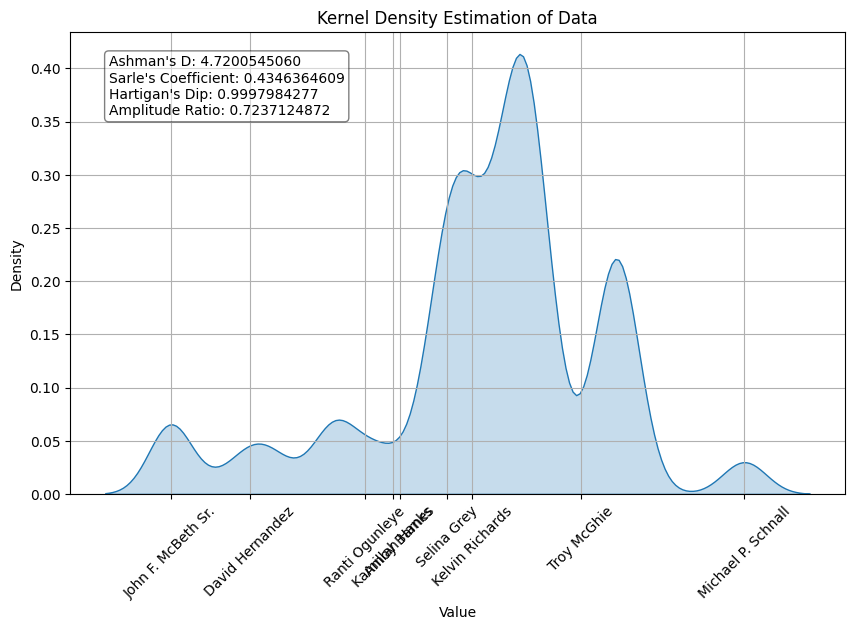 Kernel Density Estimation of Data
Ashman's D: 4.7200545060
Sarle's Coefficient: 0.4346364609
Hartigan's Dip: 0.9997984277
Amplitude Ratio: 0.7237124872
Density
0.40
0.35
0.30
0.25
0.20
0.15
0.10
0.05
0.00
John F. McBeth Sr.
David Hernandez
Ranti Ogunleye
Selina Grey
Kelvin Richards
Troy McGhie
Michael P. Schnall
Value